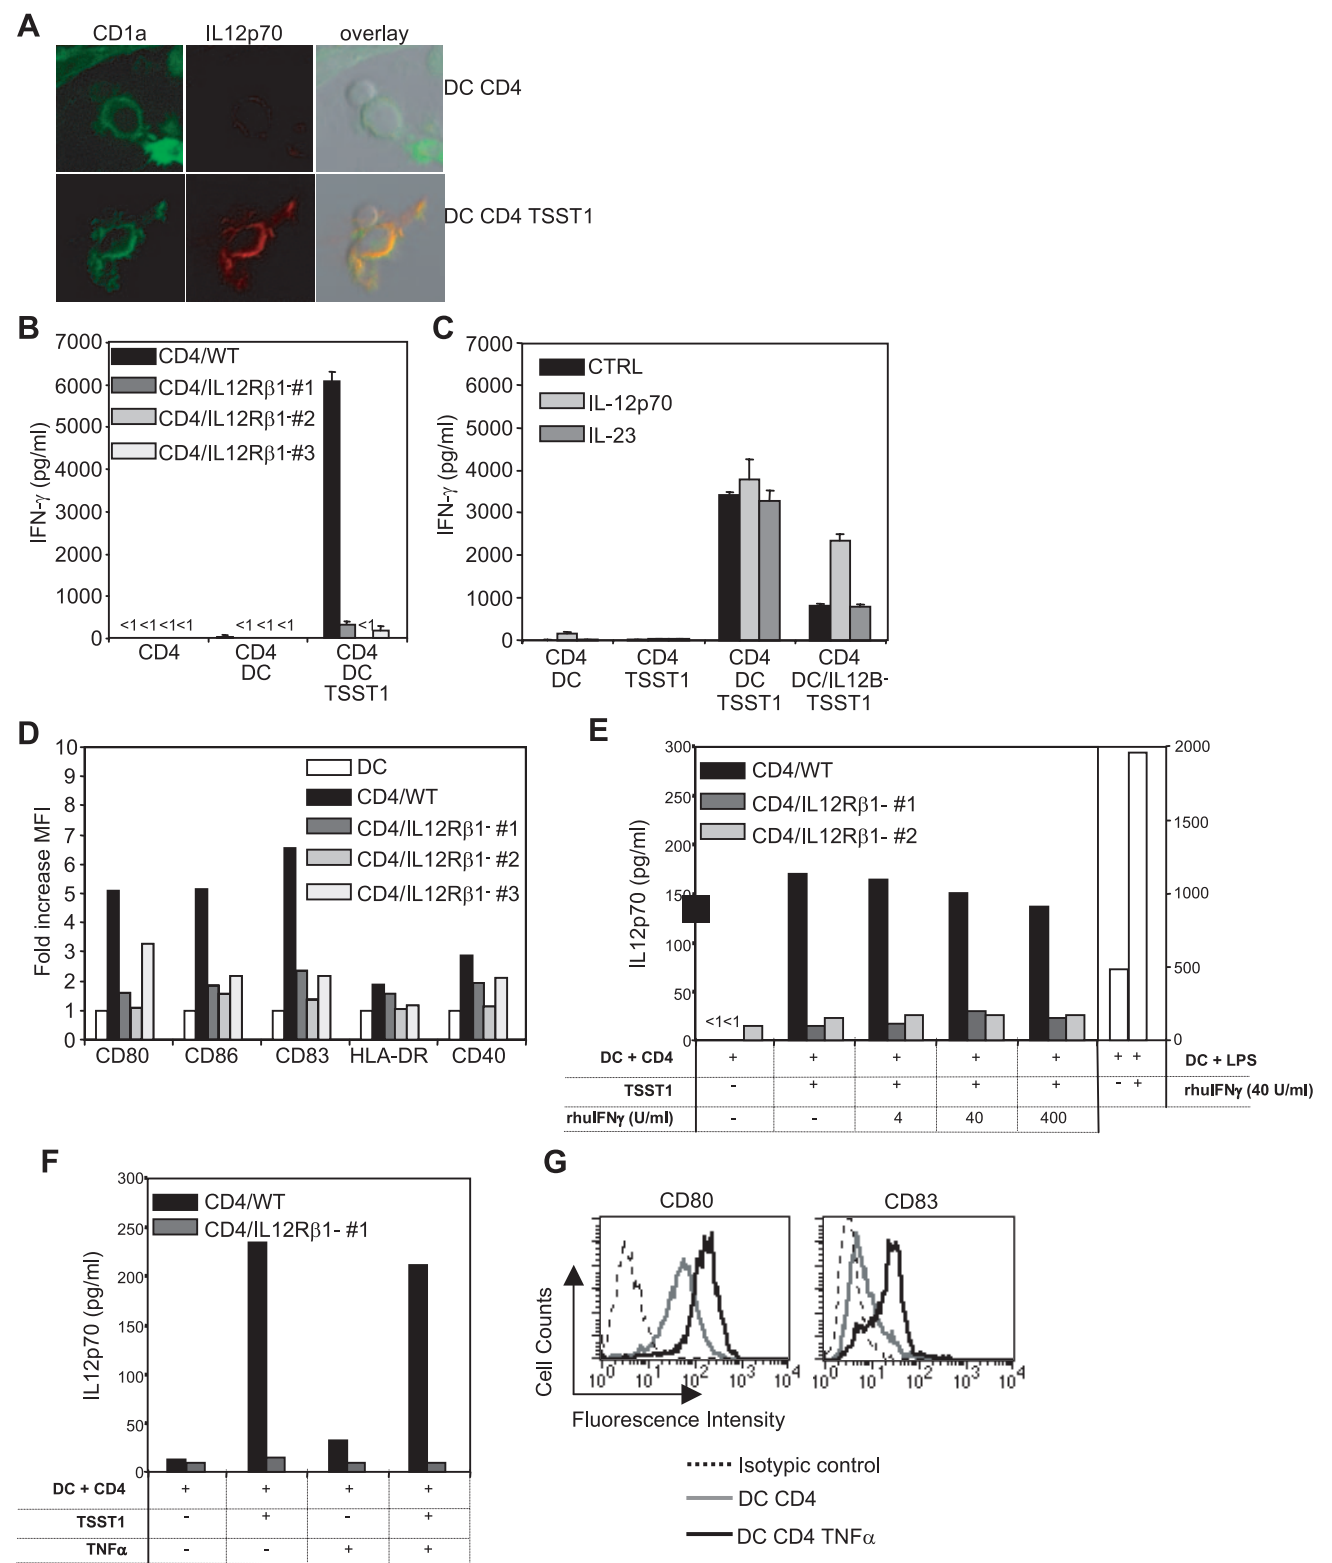 A
CD1a IL12p70 overlay
DC CD4
DC CD4 TSST1
B
7000
6000
5000
4000
3000
2000
1000
0
IFN-γ (pg/ml)
CD4/WT
CD4/IL12Rβ1-#1
CD4/IL12Rβ1-#2
CD4/IL12Rβ1-#3
<1 <1 <1 <1 <1 <1 <1 <1
CD4 CD4 CD4
DC DC
TSST1
C
7000
6000
5000
4000
3000
2000
1000
0
IFN-γ (pg/ml)
CTRL
IL-12p70
IL-23
CD4 CD4 CD4 CD4
DC TSST1 DC DC/IL12B-
TSST1 TSST1
D
10
9
8
7
6
5
4
3
2
1
0
Fold increase MFI
DC
CD4/WT
CD4/IL12Rβ1- #1
CD4/IL12Rβ1- #2
CD4/IL12Rβ1- #3
CD80 CD86 CD83 HLA-DR CD40
E
300
250
200
150
100
50
0
IL12p70 (pg/ml)
CD4/WT
CD4/IL12Rβ1- #1
CD4/IL12Rβ1- #2
2000
1500
1000
500
0
<1 <1
DC + CD4 + + + + + + + DC + LPS
TSST1 - + + + + - + rhuIFNγ (40 U/ml)
rhuIFNγ (U/ml) - - 4 40 400
F
300
250
200
150
100
50
0
IL12p70 (pg/ml)
CD4/WT
CD4/IL12Rβ1- #1
DC + CD4 + + + +
TSST1 - + - +
TNFα - - + +
G
CD80 CD83
Cell Counts
10⁰ 10¹ 10² 10³ 10⁴ 10⁰ 10¹ 10² 10³ 10⁴
Fluorescence Intensity
Isotypic control
DC CD4
DC CD4 TNFα